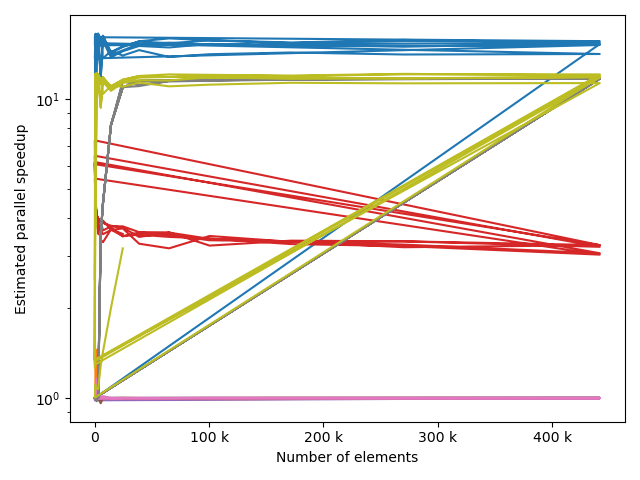 Estimated parallel speedup
10¹
10⁰
0
100 k
200 k
300 k
400 k
Number of elements